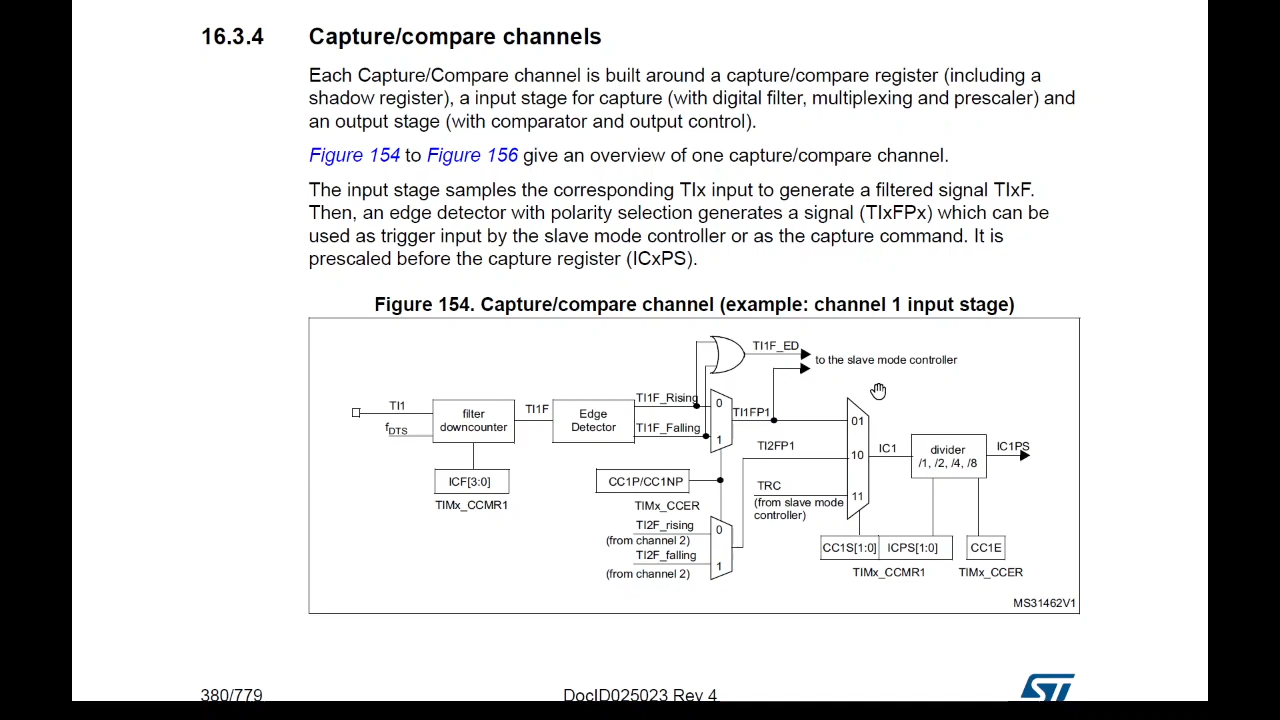 16.3.4 Capture/compare channels
Each Capture/Compare channel is built around a capture/compare register (including a
shadow register), a input stage for capture (with digital filter, multiplexing and prescaler) and
an output stage (with comparator and output control).
Figure 154 to Figure 156 give an overview of one capture/compare channel.
The input stage samples the corresponding TIx input to generate a filtered signal TIxF.
Then, an edge detector with polarity selection generates a signal (TIxFPx) which can be
used as trigger input by the slave mode controller or as the capture command. It is
prescaled before the capture register (ICxPS).
Figure 154. Capture/compare channel (example: channel 1 input stage)
TI1F_ED
to the slave mode controller
TI1
fDTS
filter
downcounter
TI1F
Edge
Detector
TI1F_Rising
TI1F_Falling
0
1
TI1FP1
01
TI2FP1
10
IC1
divider
/1, /2, /4, /8
IC1PS
ICF[3:0]
TIMx_CCMR1
CC1P/CC1NP
TIMx_CCER
TRC
11
(from slave mode
controller)
TI2F_rising
(from channel 2)
TI2F_falling
(from channel 2)
0
1
CC1S[1:0] ICPS[1:0]
CC1E
TIMx_CCMR1
TIMx_CCER
MS31462V1
380/779 DocID025023 Rev 4 ST